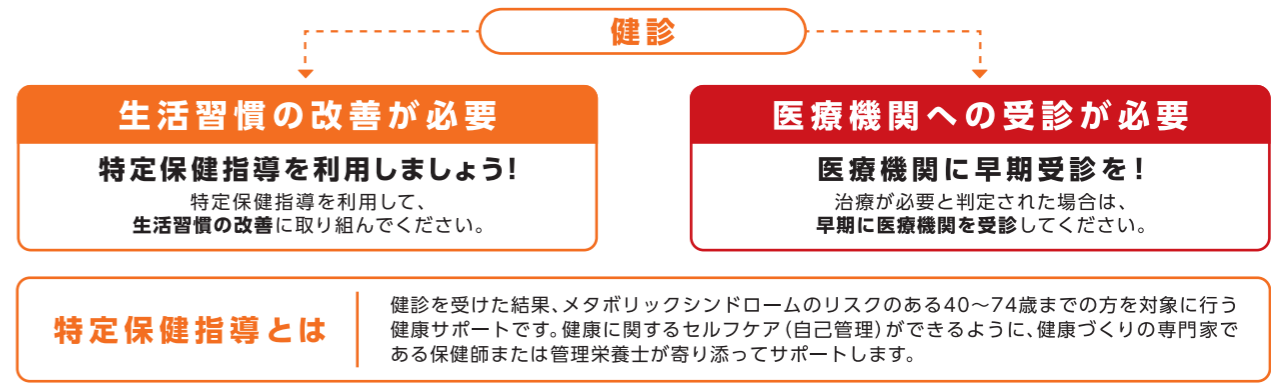 健診
生活習慣の改善が必要
特定保健指導を利用しましょう!
特定保健指導を利用して、
生活習慣の改善に取り組んでください。
医療機関への受診が必要
医療機関に早期受診を!
治療が必要と判定された場合は、
早期に医療機関を受診してください。
特定保健指導とは
健診を受けた結果、メタボリックシンドロームのリスクのある40〜74歳までの方を対象に行う
健康サポートです。健康に関するセルフケア(自己管理)ができるように、健康づくりの専門家で
ある保健師または管理栄養士が寄り添ってサポートします。